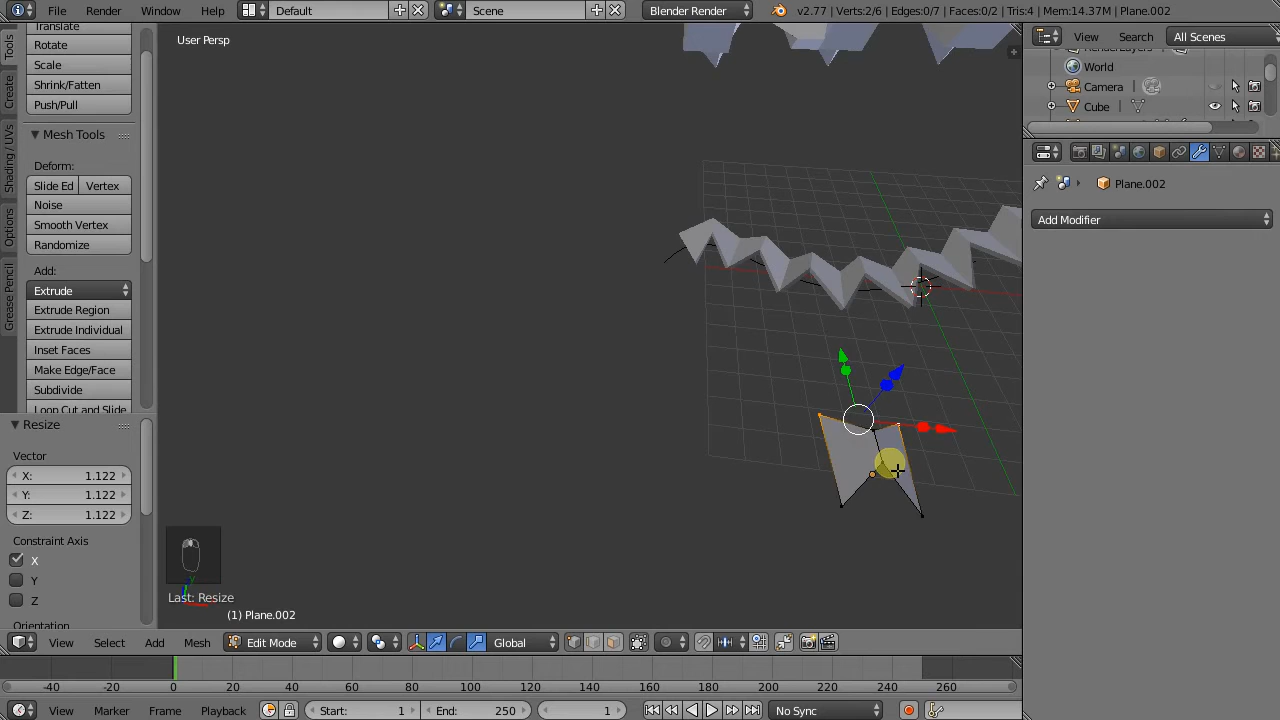 File Render Window Help Default Scene Blender Render v2.77 | Verts:2/6 | Edges:0/7 | Faces:0/2 | Tris:4 | Mem:14.37M | Plane.002
Translate
Rotate
Scale
Shrink/Fatten
Push/Pull
Mesh Tools
Deform:
Slide Ed Vertex
Noise
Smooth Vertex
Randomize
Add:
Extrude
Extrude Region
Extrude Individual
Inset Faces
Make Edge/Face
Subdivide
Loop Cut and Slide
Tools
Create
Shading / UVs
Options
Grease Pencil
Resize
Vector
X: 1.122
Y: 1.122
Z: 1.122
Constraint Axis
X
Y
Z
Orientation
User Persp
Last: Resize
(1) Plane.002
View Search All Scenes
RenderLayers
World
Camera
Cube
Plane.002
Add Modifier
View Select Add Mesh Edit Mode Global
-40 -20 0 20 40 60 80 100 120 140 160 180 200 220 240 260
View Marker Frame Playback Start: 1 End: 250 1 No Sync